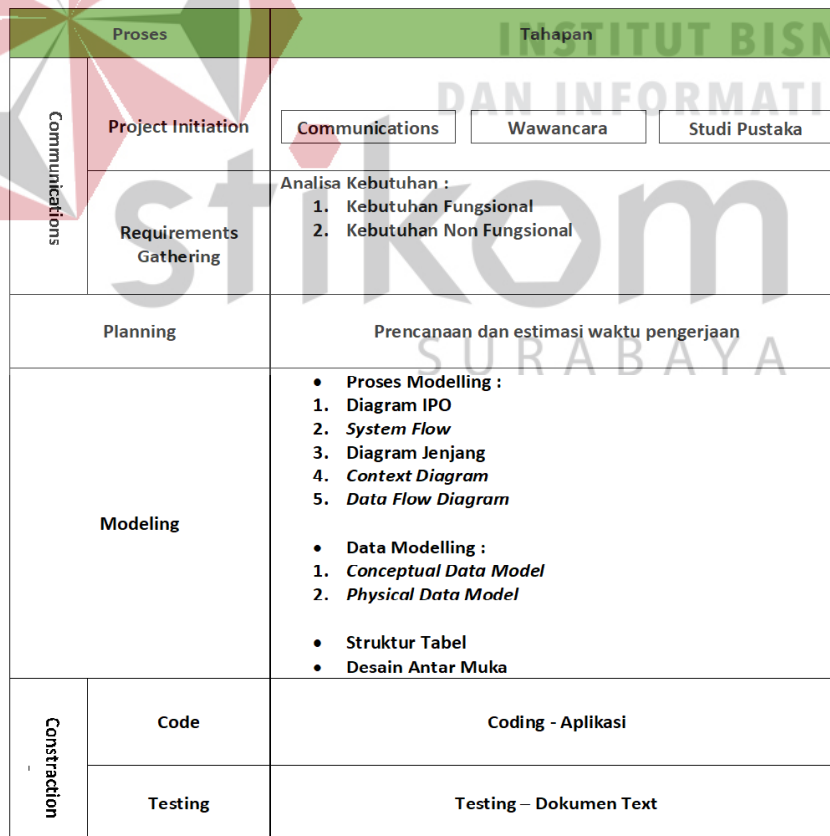 INSTITUT BISN
DAN INFORMATI
stikom
SURABAYA
Proses
Tahapan
Communications
Project Initiation
Communications
Wawancara
Studi Pustaka
Requirements
Gathering
Analisa Kebutuhan :
1. Kebutuhan Fungsional
2. Kebutuhan Non Fungsional
Planning
Prencanaan dan estimasi waktu pengerjaan
Modeling
• Proses Modelling :
1. Diagram IPO
2. System Flow
3. Diagram Jenjang
4. Context Diagram
5. Data Flow Diagram
• Data Modelling :
1. Conceptual Data Model
2. Physical Data Model
• Struktur Tabel
• Desain Antar Muka
Constraction
Code
Coding - Aplikasi
Testing
Testing – Dokumen Text